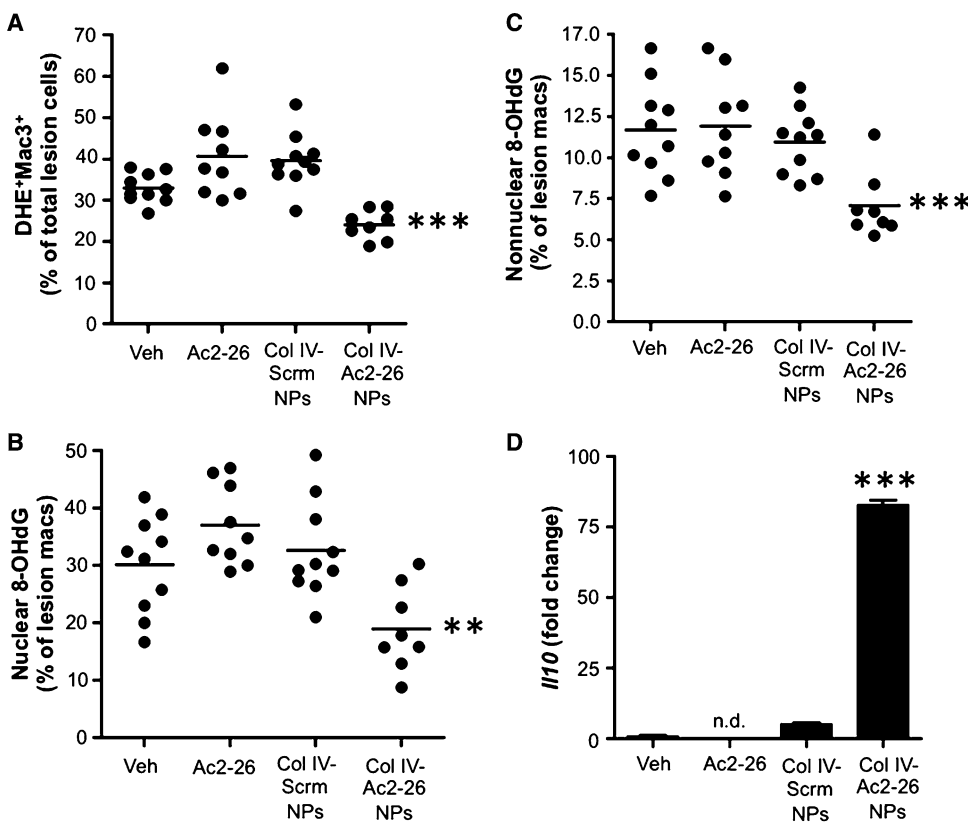 A
DHE+Mac3+
(% of total lesion cells)
70
60
50
40
30
20
10
0
***
Veh
Ac2-26
Col IV-
Scrm
NPs
Col IV-
Ac2-26
NPs
C
Nonnuclear 8-OHdG
(% of lesion macs)
17.0
15.0
12.5
10.0
7.5
5.0
2.5
0.0
***
Veh
Ac2-26
Col IV-
Scrm
NPs
Col IV-
Ac2-26
NPs
B
Nuclear 8-OHdG
(% of lesion macs)
50
40
30
20
10
0
**
Veh
Ac2-26
Col IV-
Scrm
NPs
Col IV-
Ac2-26
NPs
D
Il10 (fold change)
100
75
50
25
0
n.d.
***
Veh
Ac2-26
Col IV-
Scrm
NPs
Col IV-
Ac2-26
NPs